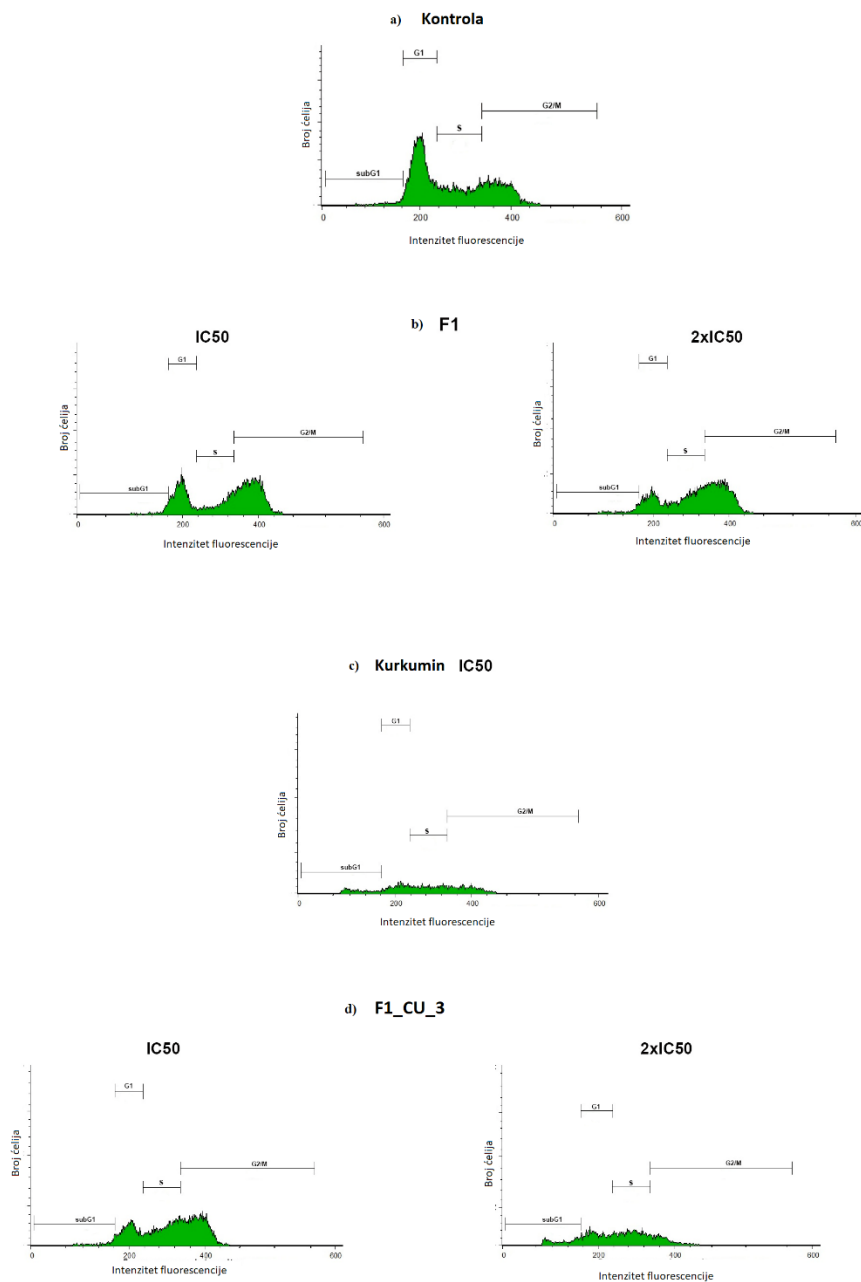 a) Kontrola
G1
G2/M
S
subG1
Broj ćelija
0 200 400 600
Intenzitet fluorescencije
b) F1
IC50
G1
G2/M
S
subG1
Broj ćelija
0 200 400 600
Intenzitet fluorescencije
2xIC50
G1
G2/M
S
subG1
Broj ćelija
0 200 400 600
Intenzitet fluorescencije
c) Kurkumin IC50
G1
G2/M
S
subG1
Broj ćelija
0 200 400 600
Intenzitet fluorescencije
d) F1_CU_3
IC50
G1
G2/M
S
subG1
Broj ćelija
0 200 400 600
Intenzitet fluorescencije
2xIC50
G1
G2/M
S
subG1
Broj ćelija
0 200 400 600
Intenzitet fluorescencije